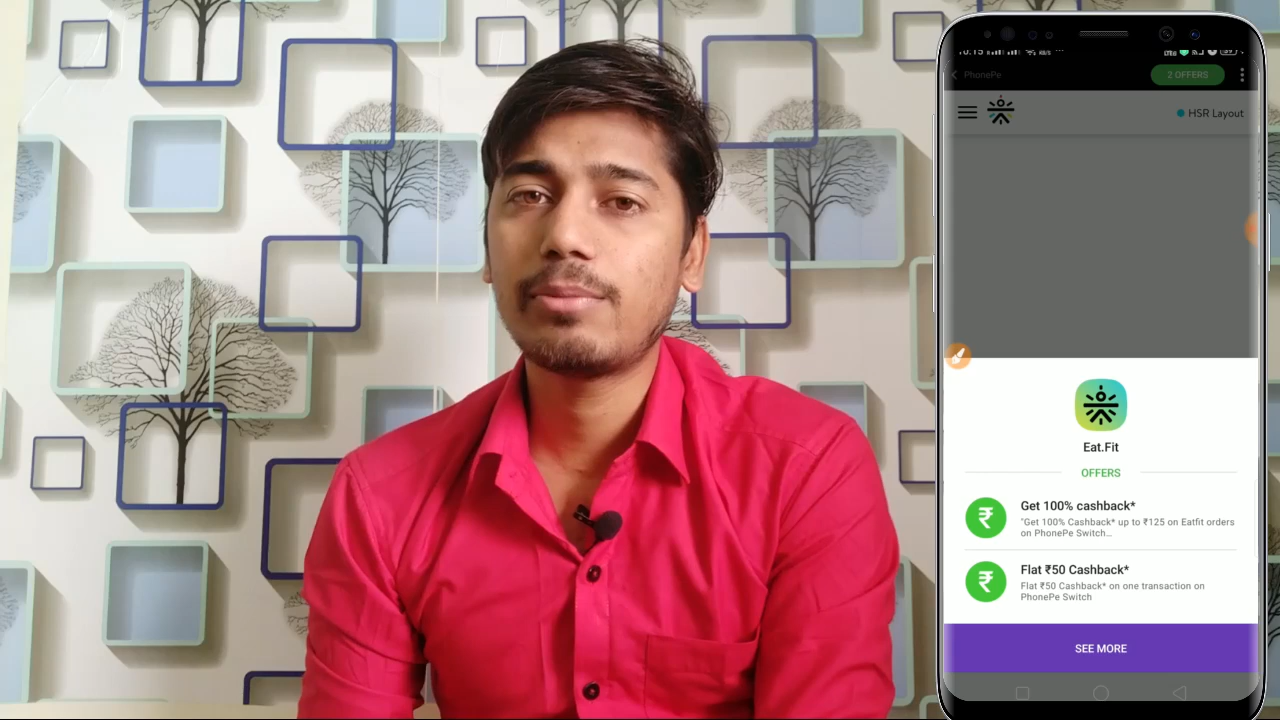 PhonePe
2 OFFERS
HSR Layout
Eat.Fit
OFFERS
Get 100% cashback*
"Get 100% Cashback* up to ₹125 on Eatfit orders
on PhonePe Switch...
Flat ₹50 Cashback*
Flat ₹50 Cashback* on one transaction on
PhonePe Switch
SEE MORE